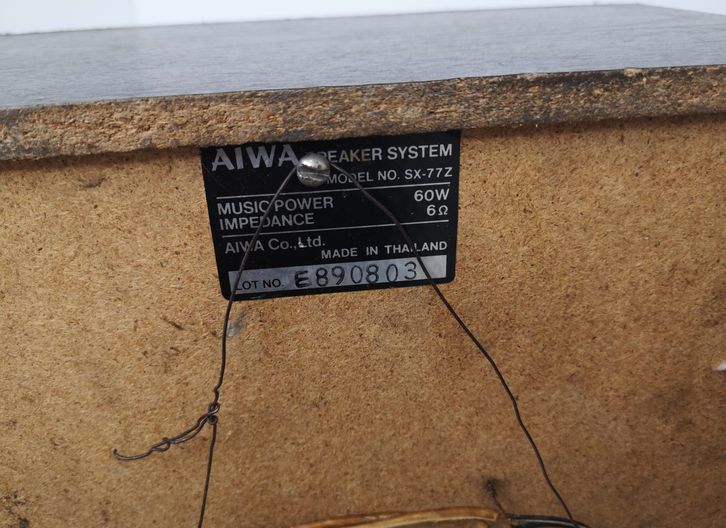 AIWA SPEAKER SYSTEM
MODEL NO. SX-77Z
MUSIC POWER 60W
IMPEDANCE 6Ω
AIWA Co.,Ltd.
MADE IN THAILAND
LOT NO. E890803